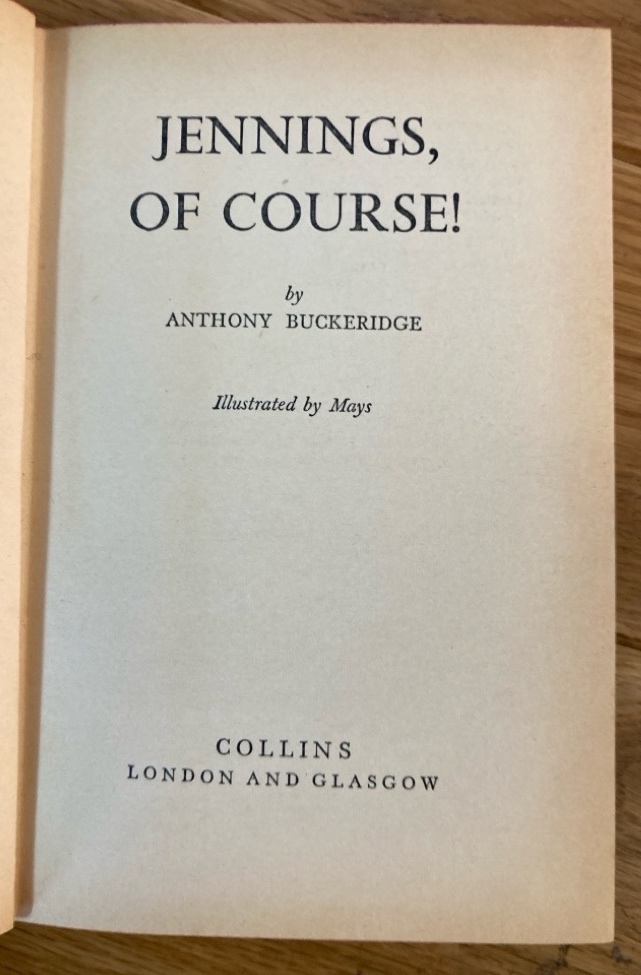 JENNINGS,
OF COURSE!
by
ANTHONY BUCKERIDGE
Illustrated by Mays
COLLINS
LONDON AND GLASGOW